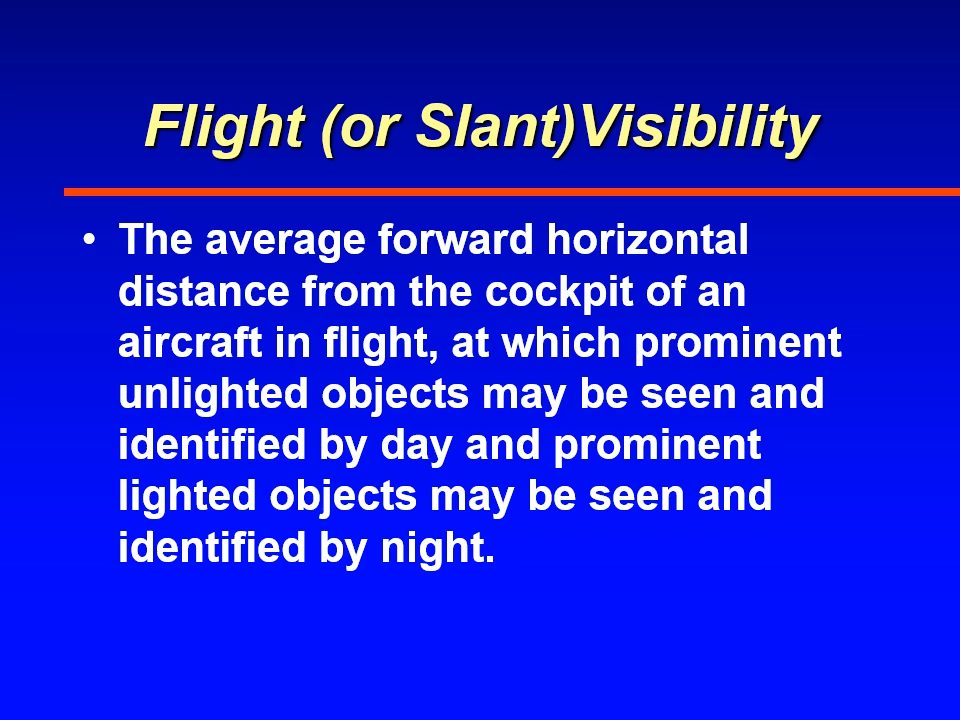 Flight (or Slant)Visibility
• The average forward horizontal
distance from the cockpit of an
aircraft in flight, at which prominent
unlighted objects may be seen and
identified by day and prominent
lighted objects may be seen and
identified by night.